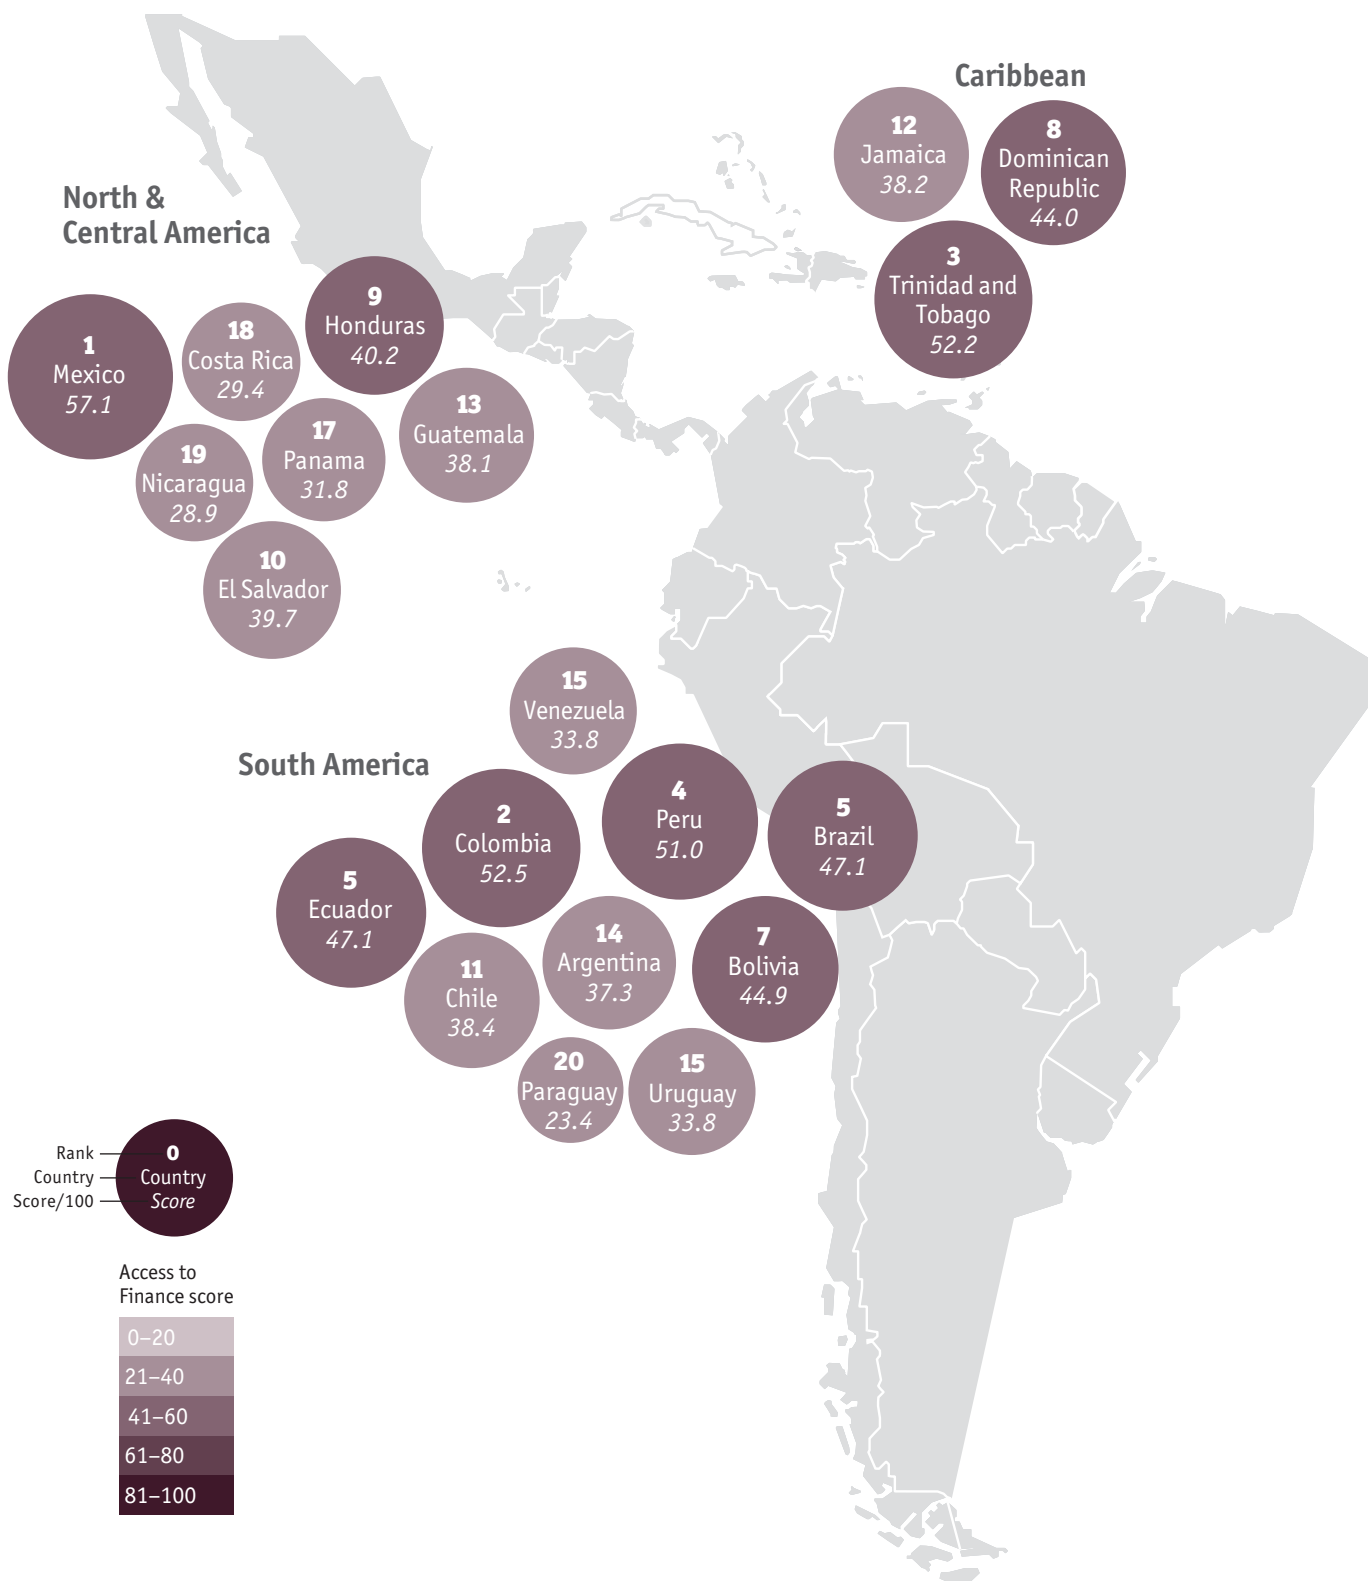 Caribbean
12
Jamaica
38.2
8
Dominican
Republic
44.0
3
Trinidad and
Tobago
52.2
North &
Central America
9
Honduras
40.2
1
Mexico
57.1
18
Costa Rica
29.4
13
Guatemala
38.1
17
Panama
31.8
19
Nicaragua
28.9
10
El Salvador
39.7
South America
15
Venezuela
33.8
4
Peru
51.0
5
Brazil
47.1
2
Colombia
52.5
5
Ecuador
47.1
14
Argentina
37.3
7
Bolivia
44.9
11
Chile
38.4
20
Paraguay
23.4
15
Uruguay
33.8
Rank
Country
Score/100
0
Country
Score
Access to
Finance score
0–20
21–40
41–60
61–80
81–100